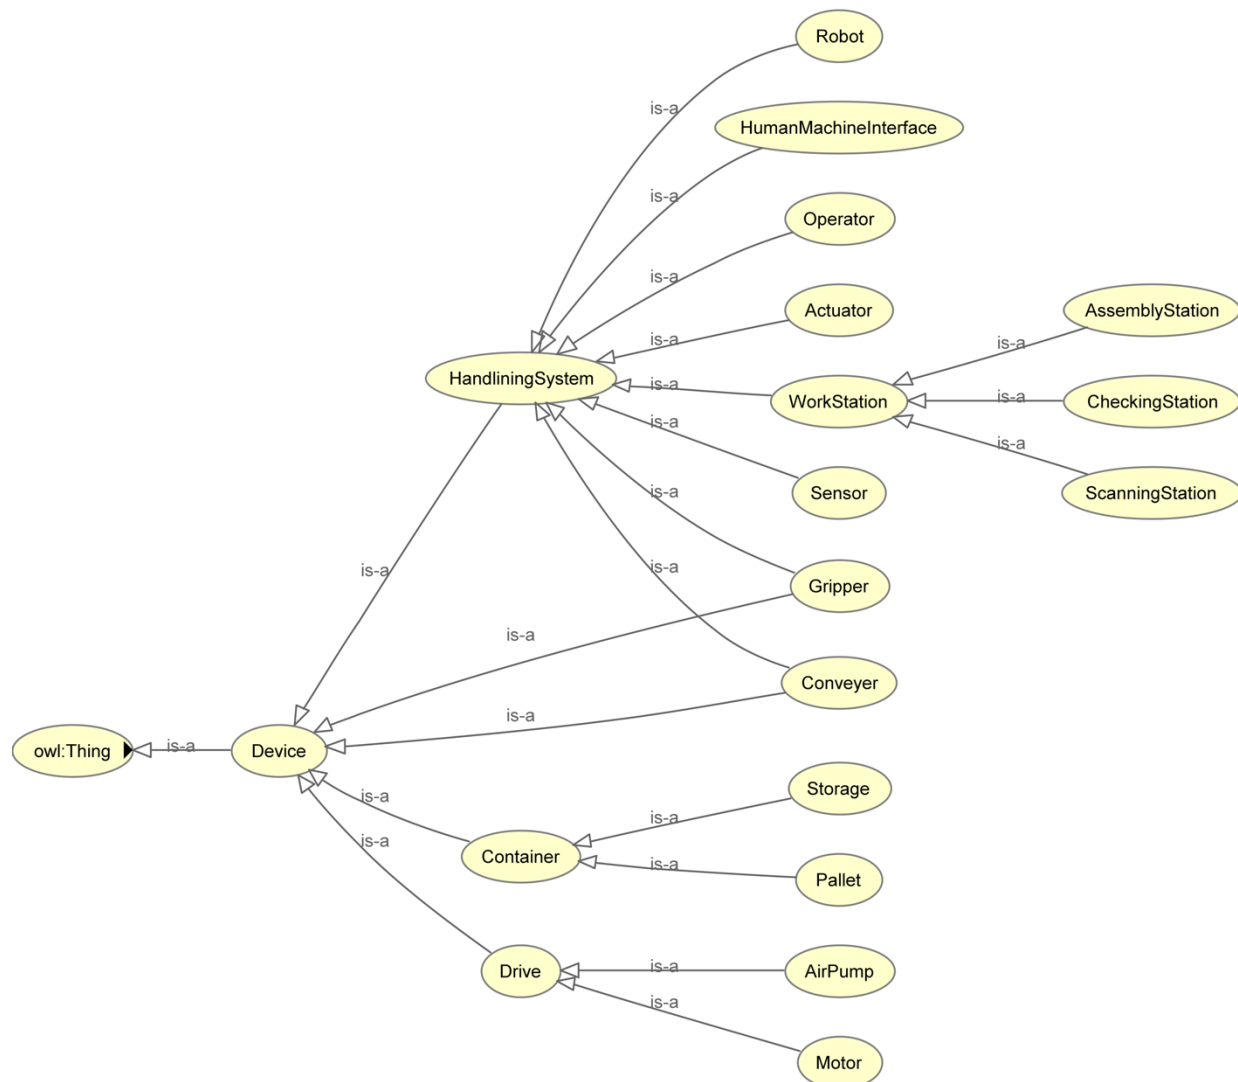 Robot
is-a
HumanMachineInterface
is-a
Operator
is-a
Actuator
is-a
AssemblyStation
is-a
HandliningSystem
is-a
WorkStation
is-a
CheckingStation
is-a
is-a
Sensor
ScanningStation
is-a
is-a
is-a
Gripper
is-a
is-a
Conveyer
is-a
owl:Thing
is-a
Device
is-a
Storage
is-a
is-a
Container
is-a
Pallet
Drive
is-a
AirPump
is-a
Motor